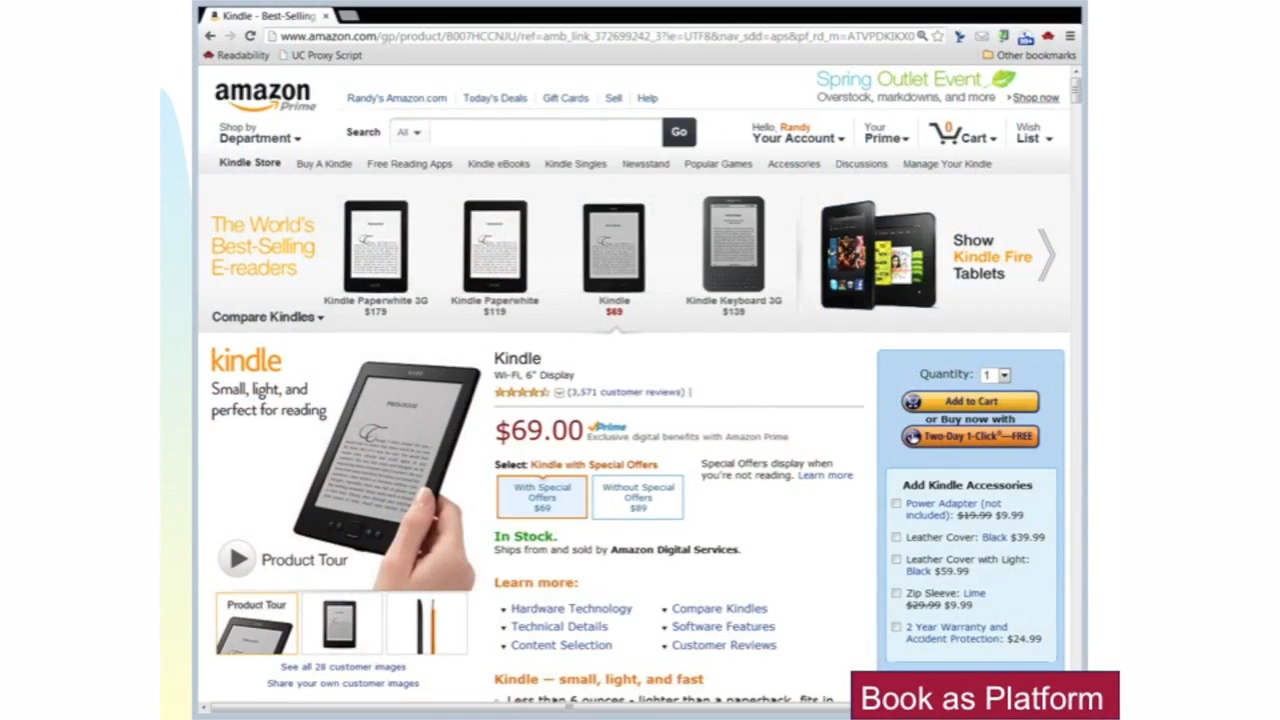 Kindle - Best-Selling
www.amazon.com/gp/product/B007HCCNJU/ref=amb_link_372699242_3?ie=UTF8&nav_sdd=aps&pf_rd_m=ATVPDKIKX0
Readability UC Proxy Script Other bookmarks
amazon Prime
Randy's Amazon.com Today's Deals Gift Cards Sell Help
Spring Outlet Event
Overstock, markdowns, and more Shop now
Shop by Department
Search All Go
Hello, Randy Your Account
Your Prime
0 Cart
Wish List
Kindle Store Buy A Kindle Free Reading Apps Kindle eBooks Kindle Singles Newsstand Popular Games Accessories Discussions Manage Your Kindle
The World's
Best-Selling
E-readers
Compare Kindles
Kindle Paperwhite 3G
$179
Kindle Paperwhite
$119
Kindle
$69
Kindle Keyboard 3G
$139
Show
Kindle Fire
Tablets
kindle
Small, light, and
perfect for reading
PROLOGUE
Product Tour
Product Tour
See all 28 customer images
Share your own customer images
Kindle
Wi-Fi, 6" Display
(3,571 customer reviews)
$69.00 Prime
Exclusive digital benefits with Amazon Prime
Select: Kindle with Special Offers
With Special
Offers
$69
Without Special
Offers
$89
Special Offers display when
you're not reading. Learn more
In Stock.
Ships from and sold by Amazon Digital Services.
Learn more:
Hardware Technology
Technical Details
Content Selection
Compare Kindles
Software Features
Customer Reviews
Kindle — small, light, and fast
Less than 6 ounces - lighter than a paperback, fits in
Quantity: 1
Add to Cart
or Buy now with
Two-Day 1-Click®—FREE
Add Kindle Accessories
Power Adapter (not
included): $19.99 $9.99
Leather Cover: Black $39.99
Leather Cover with Light:
Black $59.99
Zip Sleeve: Lime
$29.99 $9.99
2 Year Warranty and
Accident Protection: $24.99
Book as Platform